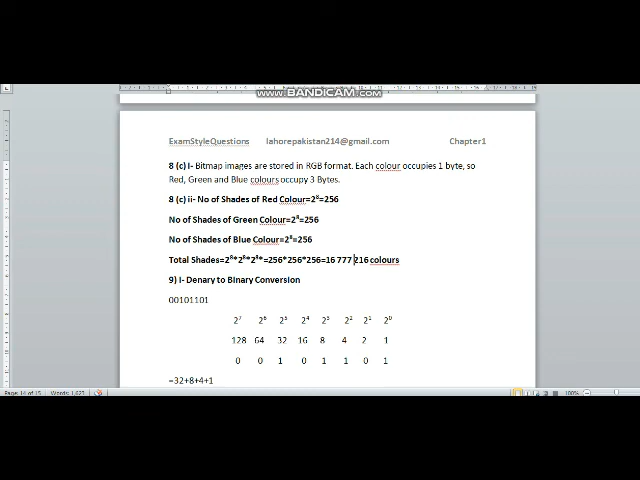 WWW.BANDICAM.COM
ExamStyleQuestions lahorepakistan214@gmail.com Chapter1
8 (c) i- Bitmap images are stored in RGB format. Each colour occupies 1 byte, so
Red, Green and Blue colours occupy 3 Bytes.
8 (c) ii- No of Shades of Red Colour=2⁸=256
No of Shades of Green Colour=2⁸=256
No of Shades of Blue Colour=2⁸=256
Total Shades=2⁸*2⁸*2⁸*=256*256*256=16 777 216 colours
9) i- Denary to Binary Conversion
00101101
2⁷ 2⁶ 2⁵ 2⁴ 2³ 2² 2¹ 2⁰
128 64 32 16 8 4 2 1
0 0 1 0 1 1 0 1
=32+8+4+1
Page: 14 of 15 Words: 1,623 100%